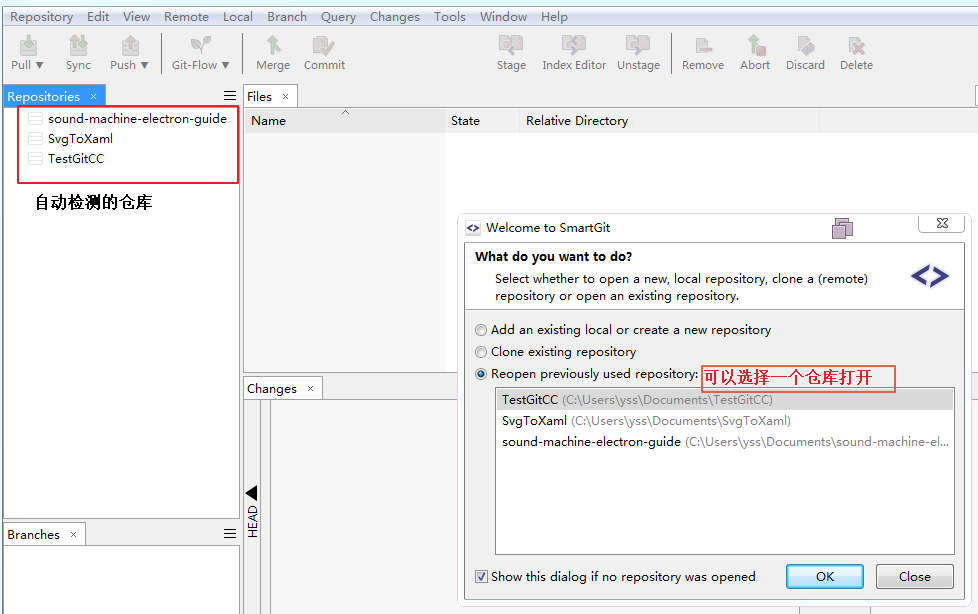 Repository Edit View Remote Local Branch Query Changes Tools Window Help
Pull Sync Push Git-Flow Merge Commit Stage Index Editor Unstage Remove Abort Discard Delete
Repositories
sound-machine-electron-guide
SvgToXaml
TestGitCC
自动检测的仓库
Files
Name State Relative Directory
Welcome to SmartGit
What do you want to do?
Select whether to open a new, local repository, clone a (remote)
repository or open an existing repository.
Add an existing local or create a new repository
Clone existing repository
Reopen previously used repository: 可以选择一个仓库打开
TestGitCC (C:\Users\yss\Documents\TestGitCC)
SvgToXaml (C:\Users\yss\Documents\SvgToXaml)
sound-machine-electron-guide (C:\Users\yss\Documents\sound-machine-el...
Show this dialog if no repository was opened
OK Close
Changes
HEAD
Branches